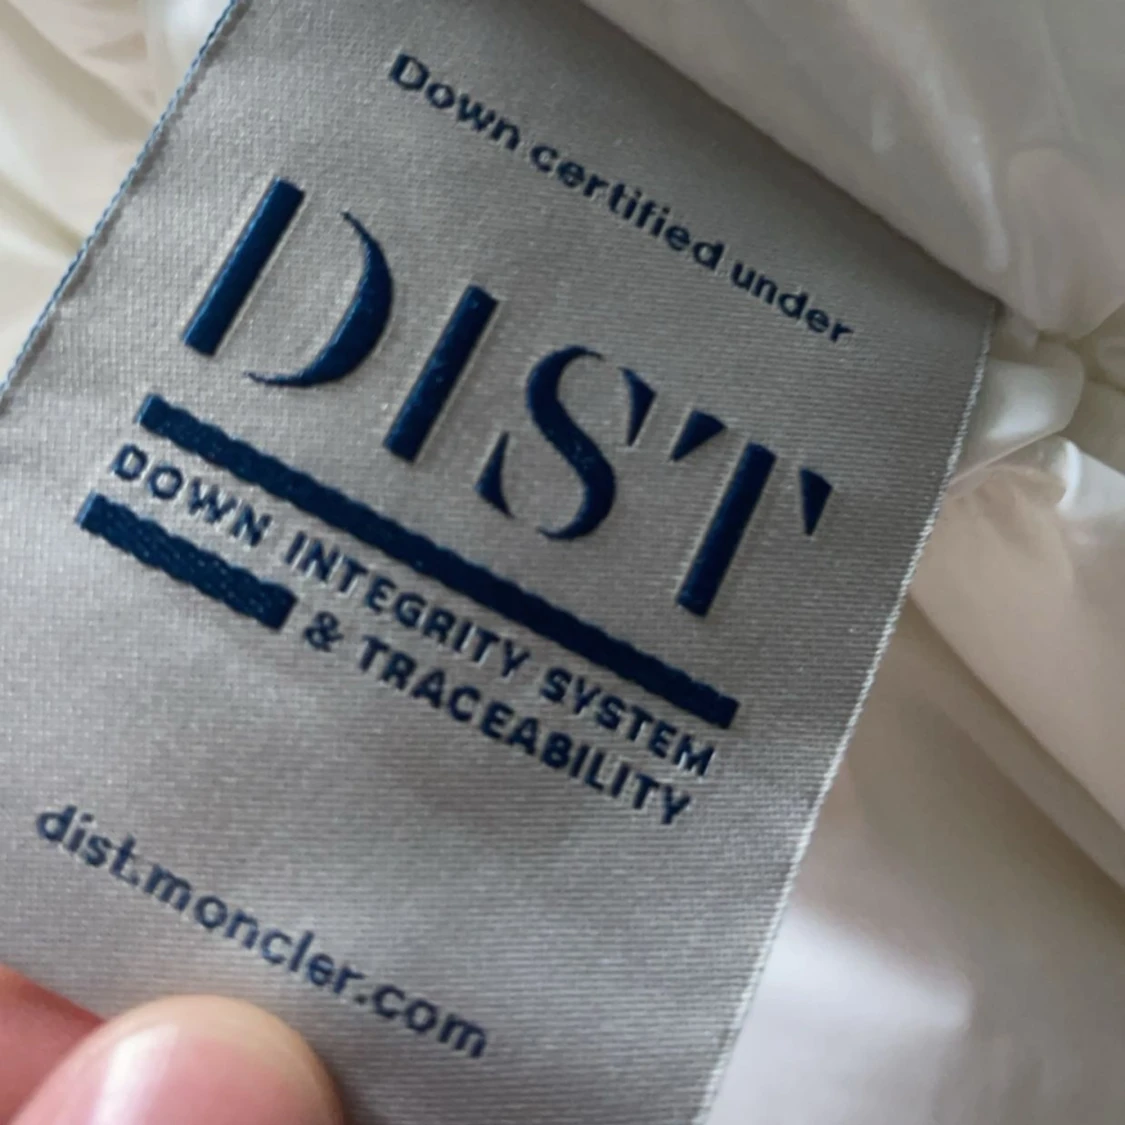 Down certified under
DIST
DOWN INTEGRITY SYSTEM
& TRACEABILITY
dist.moncler.com